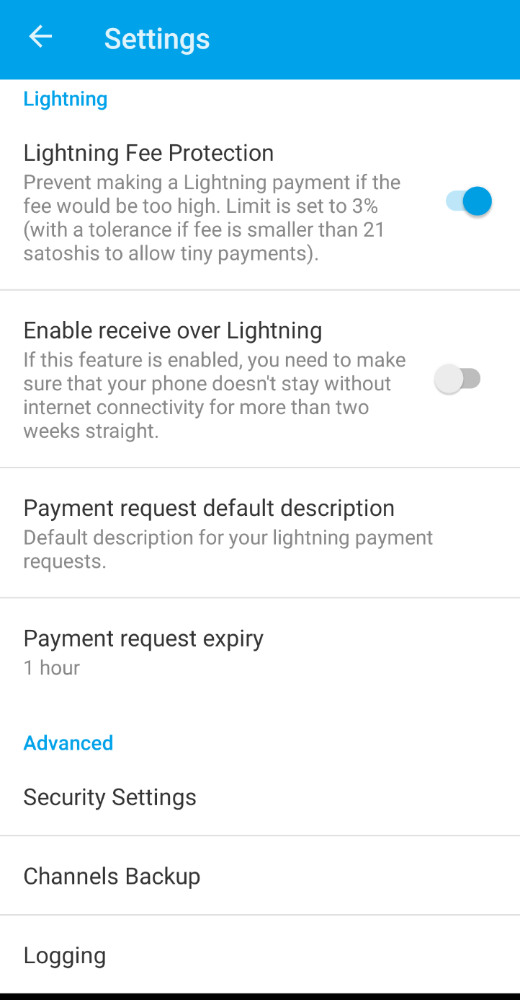 Settings
Lightning
Lightning Fee Protection
Prevent making a Lightning payment if the
fee would be too high. Limit is set to 3%
(with a tolerance if fee is smaller than 21
satoshis to allow tiny payments).
Enable receive over Lightning
If this feature is enabled, you need to make
sure that your phone doesn't stay without
internet connectivity for more than two
weeks straight.
Payment request default description
Default description for your lightning payment
requests.
Payment request expiry
1 hour
Advanced
Security Settings
Channels Backup
Logging